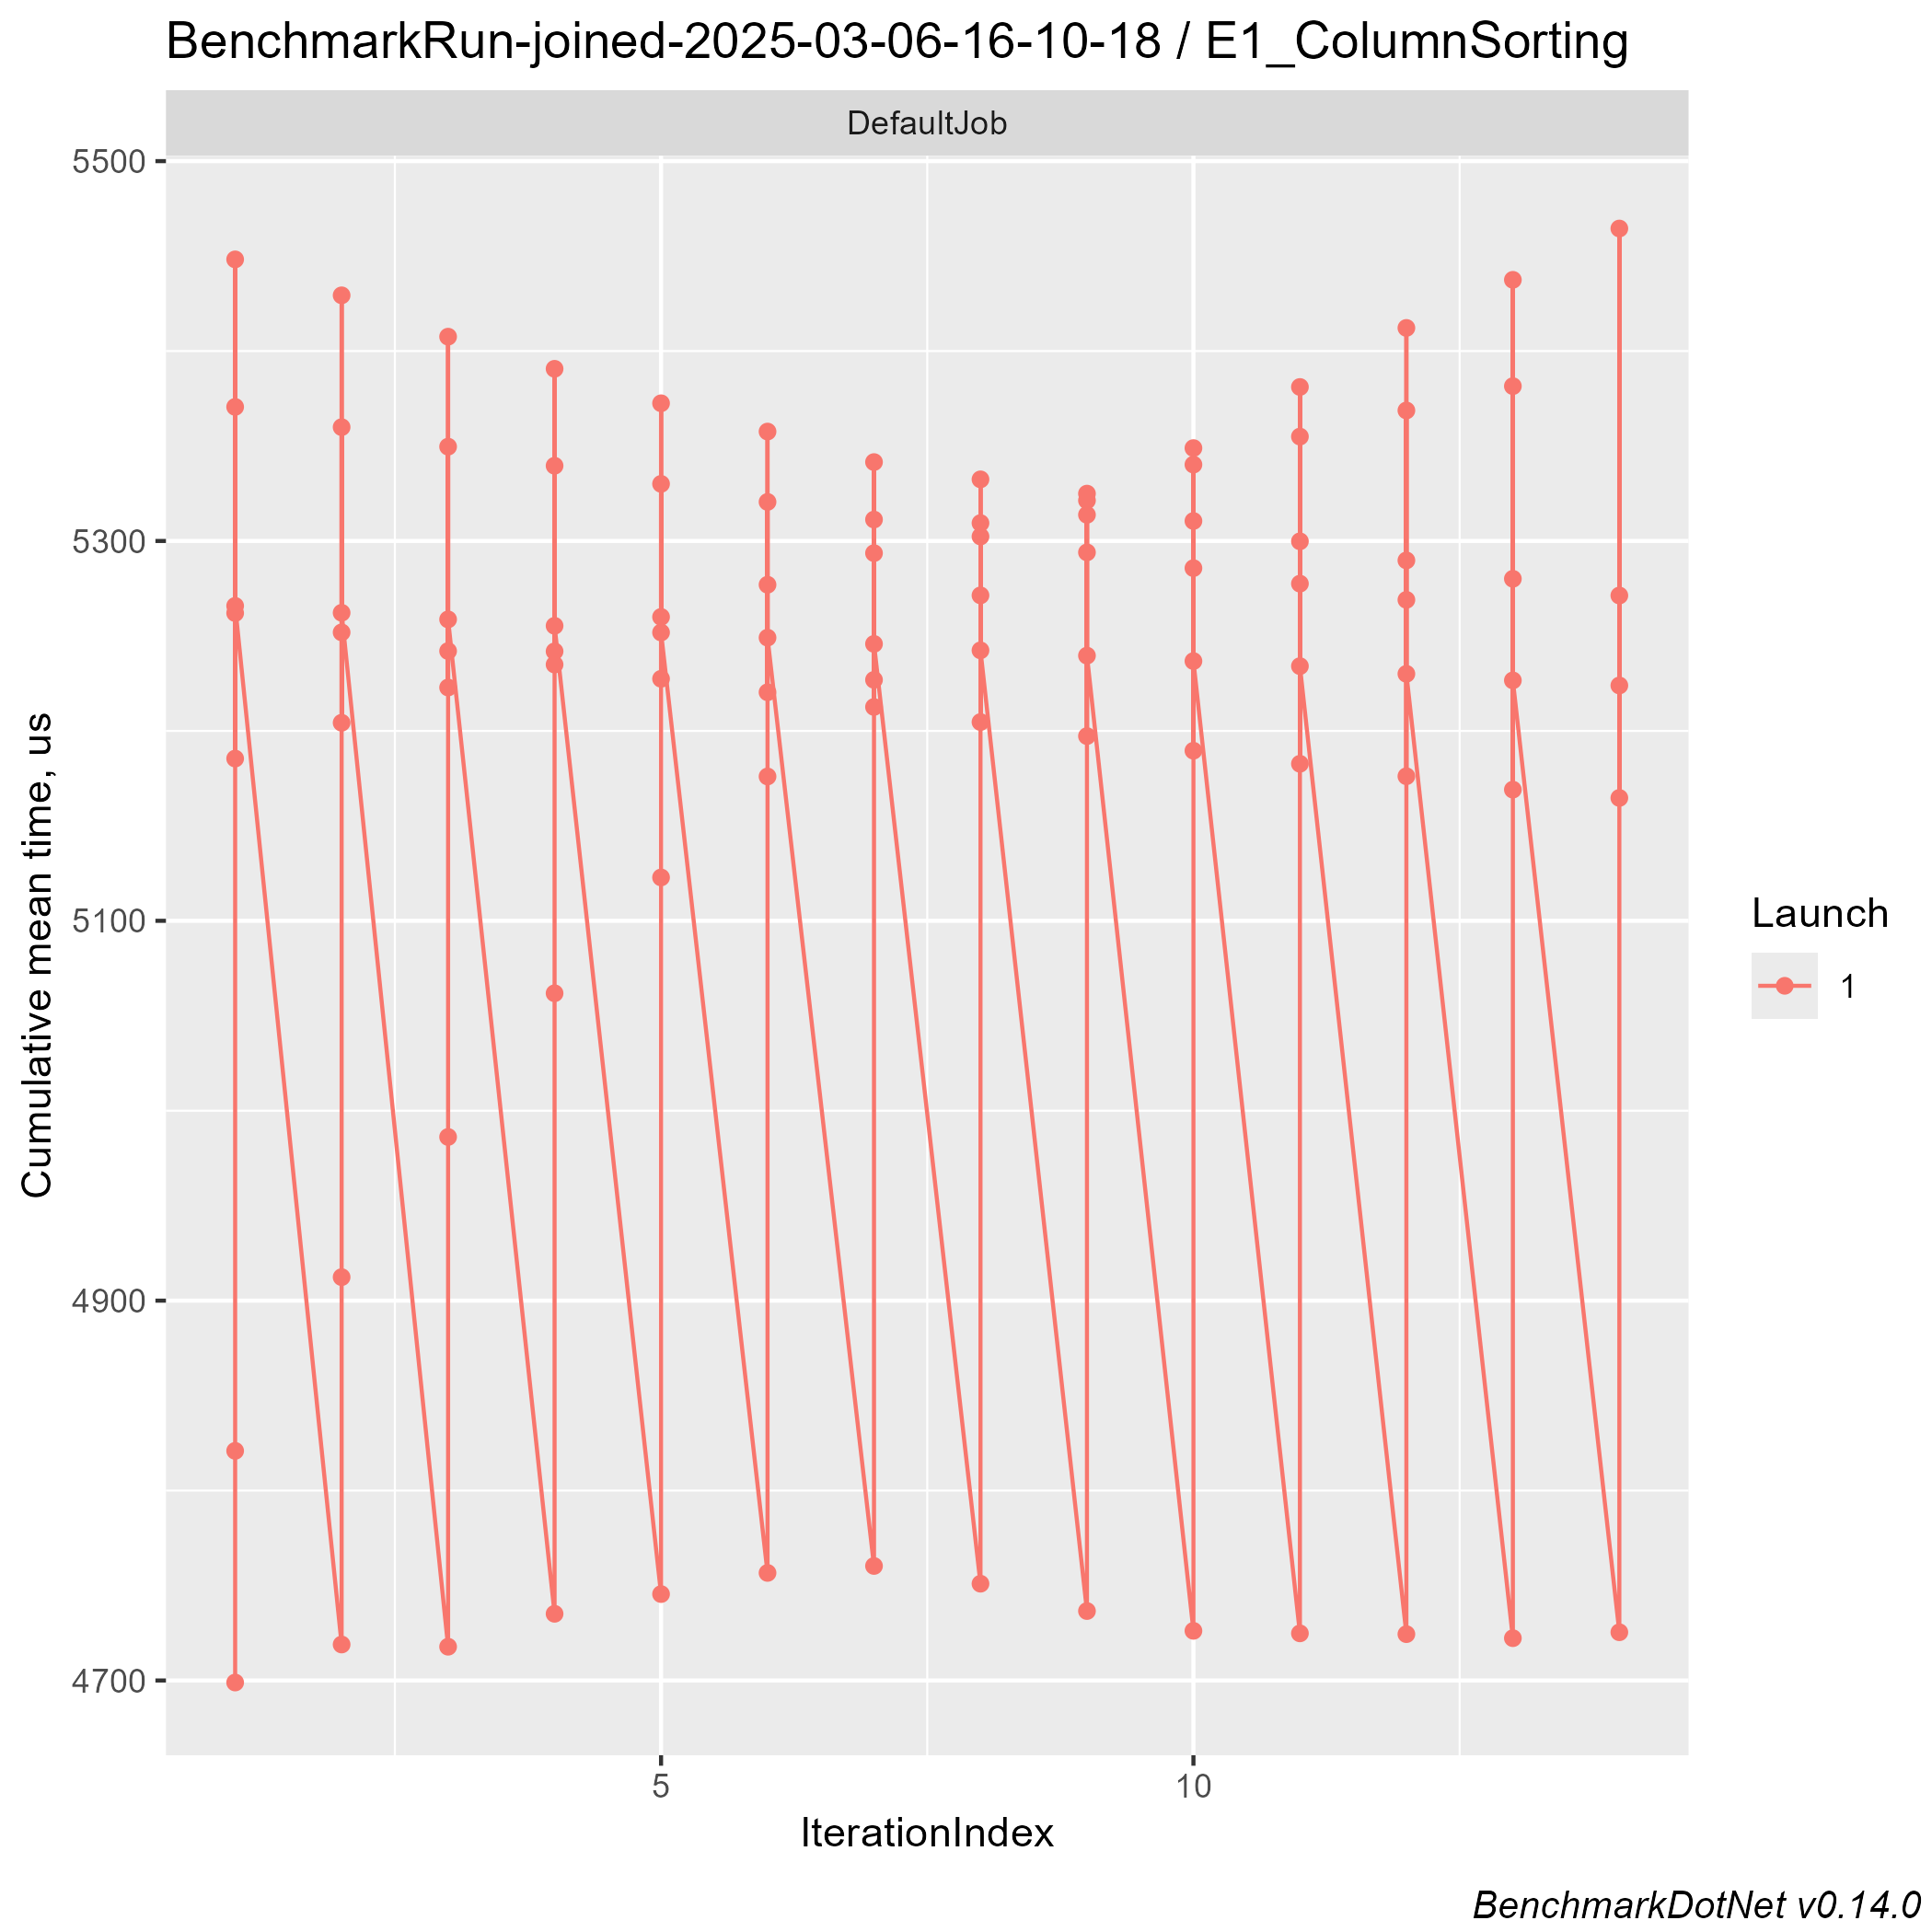 BenchmarkRun-joined-2025-03-06-16-10-18 / E1_ColumnSorting
DefaultJob
5500
5300
5100
4900
4700
Cumulative mean time, us
5
10
IterationIndex
Launch
1
BenchmarkDotNet v0.14.0